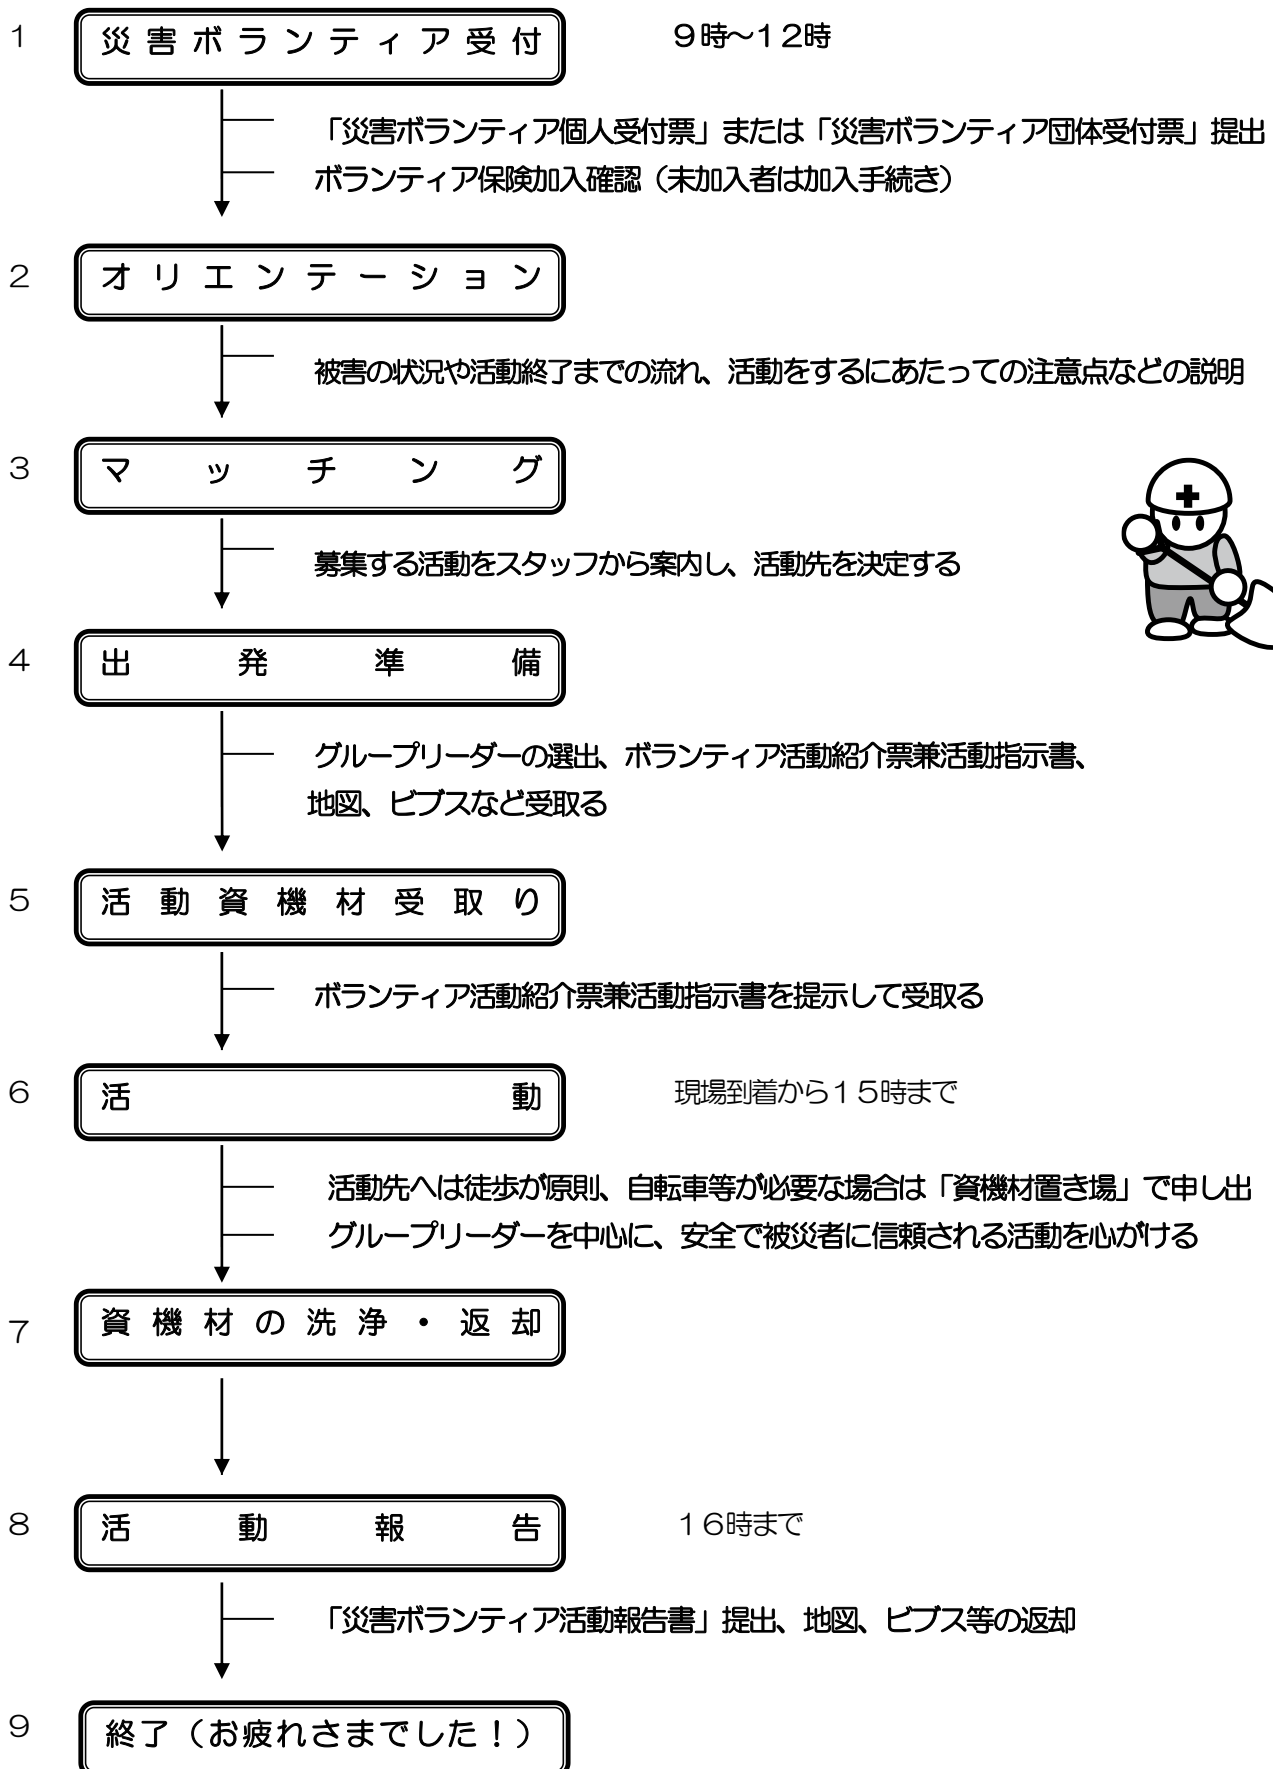 1 災害ボランティア受付 9時～12時
「災害ボランティア個人受付票」または「災害ボランティア団体受付票」提出
ボランティア保険加入確認（未加入者は加入手続き）
2 オリエンテーション
被害の状況や活動終了までの流れ、活動をするにあたっての注意点などの説明
3 マッチング
募集する活動をスタッフから案内し、活動先を決定する
4 出発準備
グループリーダーの選出、ボランティア活動紹介票兼活動指示書、
地図、ビブスなど受取る
5 活動資機材受取り
ボランティア活動紹介票兼活動指示書を提示して受取る
6 活動 現場到着から15時まで
活動先へは徒歩が原則、自転車等が必要な場合は「資機材置き場」で申し出
グループリーダーを中心に、安全で被災者に信頼される活動を心がける
7 資機材の洗浄・返却
8 活動報告 16時まで
「災害ボランティア活動報告書」提出、地図、ビブス等の返却
9 終了（お疲れさまでした！）